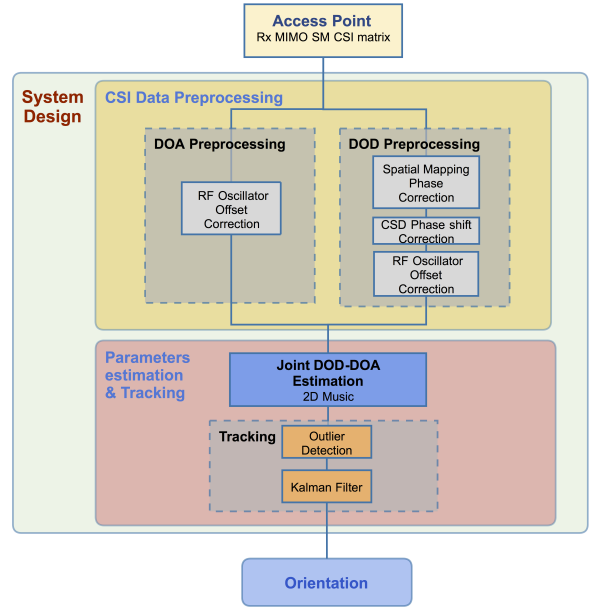 Access Point
Rx MIMO SM CSI matrix
System
Design
CSI Data Preprocessing
DOA Preprocessing
RF Oscillator
Offset
Correction
DOD Preprocessing
Spatial Mapping
Phase
Correction
CSD Phase shift
Correction
RF Oscillator
Offset
Correction
Parameters
estimation
& Tracking
Joint DOD-DOA
Estimation
2D Music
Tracking
Outlier
Detection
Kalman Filter
Orientation